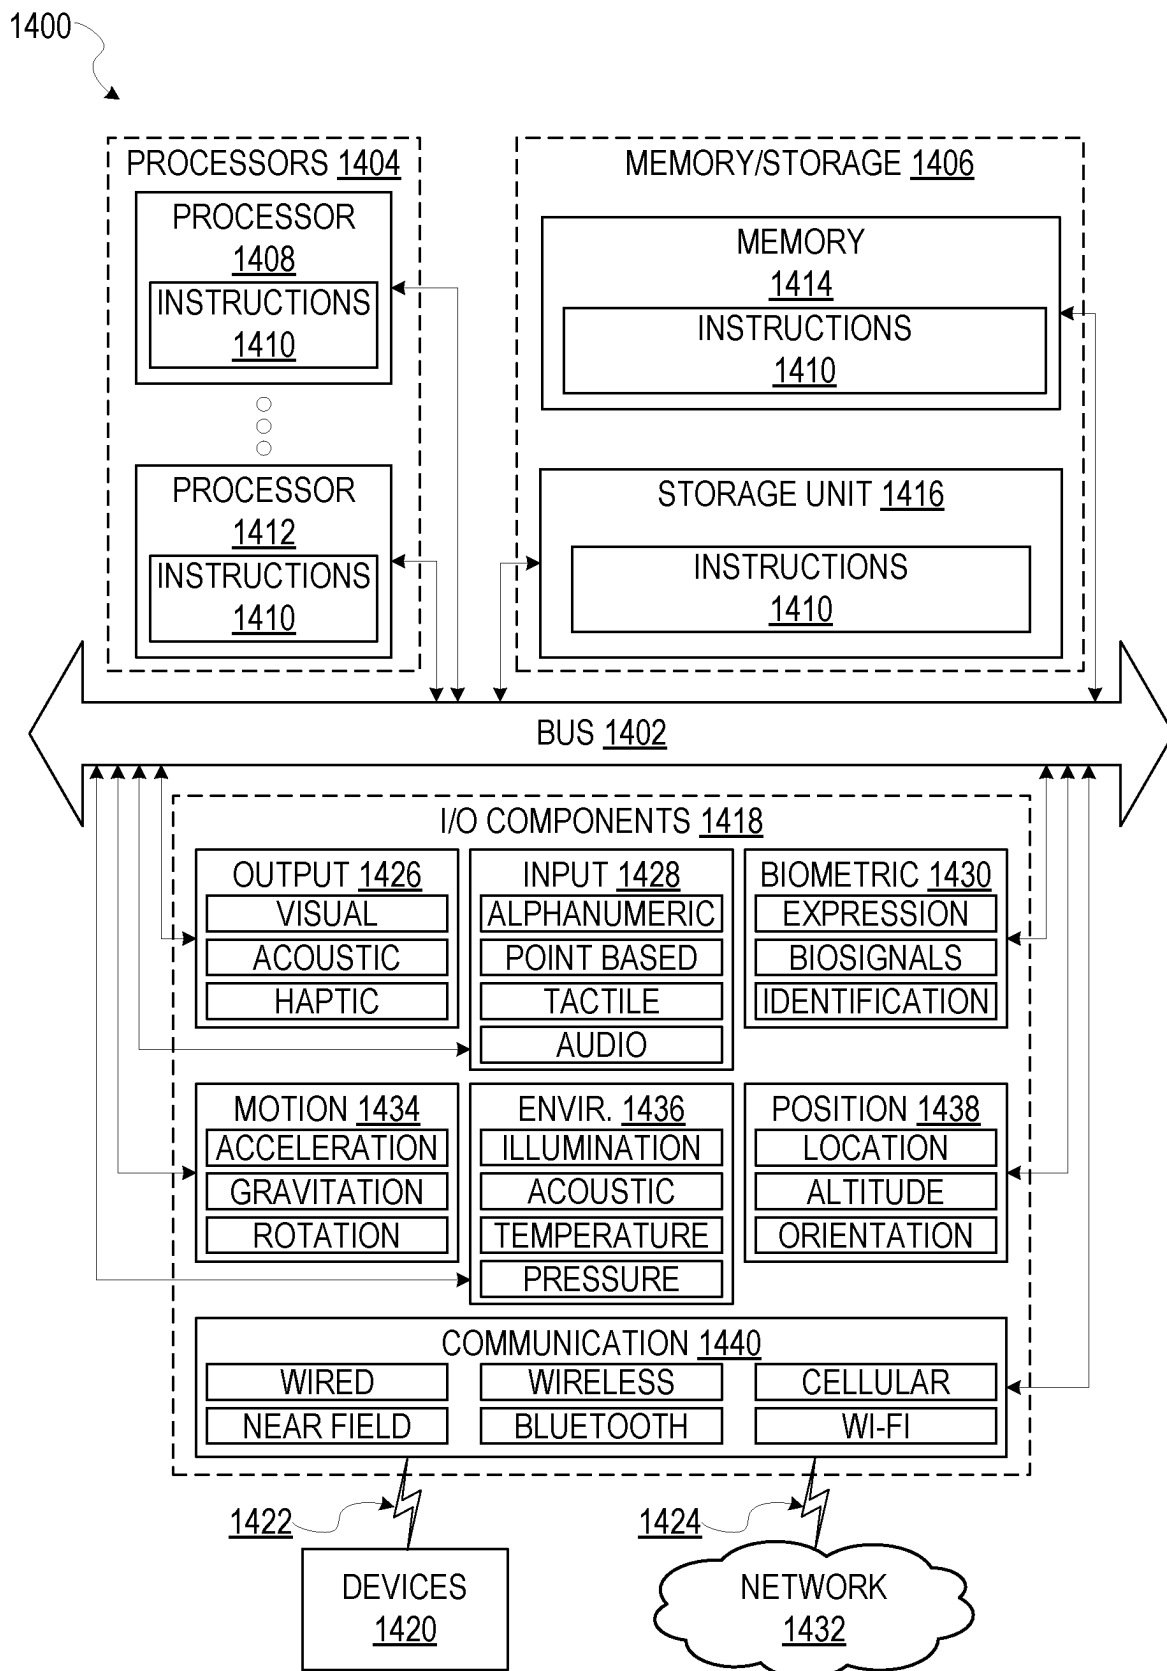 1400
PROCESSORS 1404
PROCESSOR
1408
INSTRUCTIONS
1410
PROCESSOR
1412
INSTRUCTIONS
1410
MEMORY/STORAGE 1406
MEMORY
1414
INSTRUCTIONS
1410
STORAGE UNIT 1416
INSTRUCTIONS
1410
BUS 1402
I/O COMPONENTS 1418
OUTPUT 1426
VISUAL
ACOUSTIC
HAPTIC
INPUT 1428
ALPHANUMERIC
POINT BASED
TACTILE
AUDIO
BIOMETRIC 1430
EXPRESSION
BIOSIGNALS
IDENTIFICATION
MOTION 1434
ACCELERATION
GRAVITATION
ROTATION
ENVIR. 1436
ILLUMINATION
ACOUSTIC
TEMPERATURE
PRESSURE
POSITION 1438
LOCATION
ALTITUDE
ORIENTATION
COMMUNICATION 1440
WIRED
WIRELESS
CELLULAR
NEAR FIELD
BLUETOOTH
WI-FI
1422
1424
DEVICES
1420
NETWORK
1432